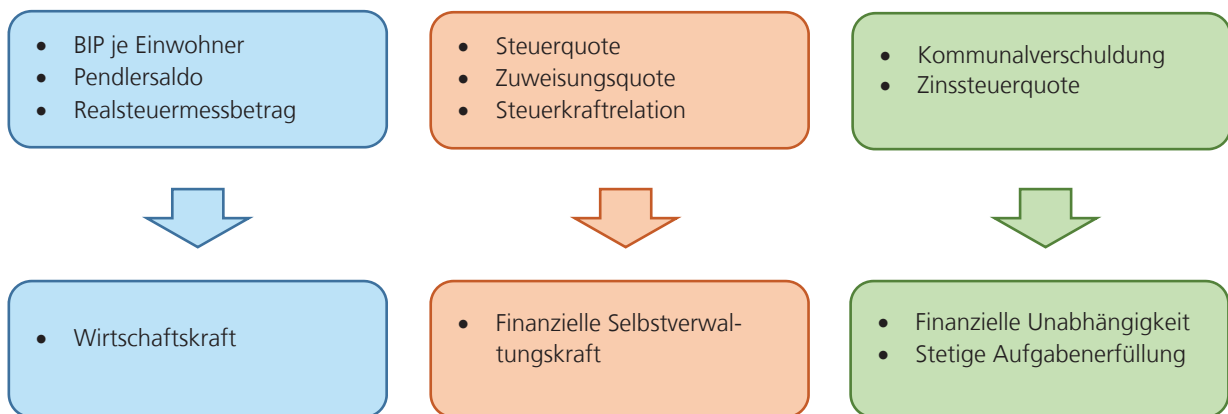 • BIP je Einwohner
• Pendlersaldo
• Realsteuermessbetrag
• Steuerquote
• Zuweisungsquote
• Steuerkraftrelation
• Kommunalverschuldung
• Zinssteuerquote
• Wirtschaftskraft
• Finanzielle Selbstverwal-
tungskraft
• Finanzielle Unabhängigkeit
• Stetige Aufgabenerfüllung